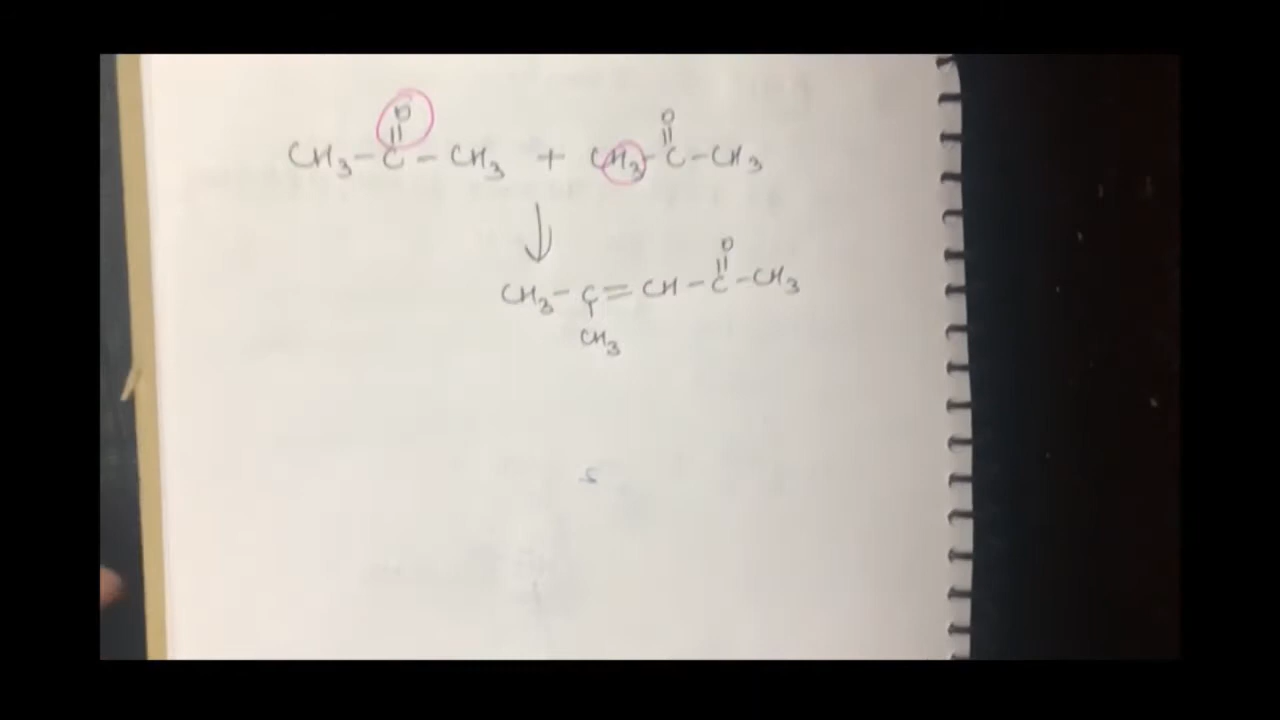 O O
CH3 - C - CH3 + CH3 - C - CH3
O
CH3 - C = CH - C - CH3
CH3